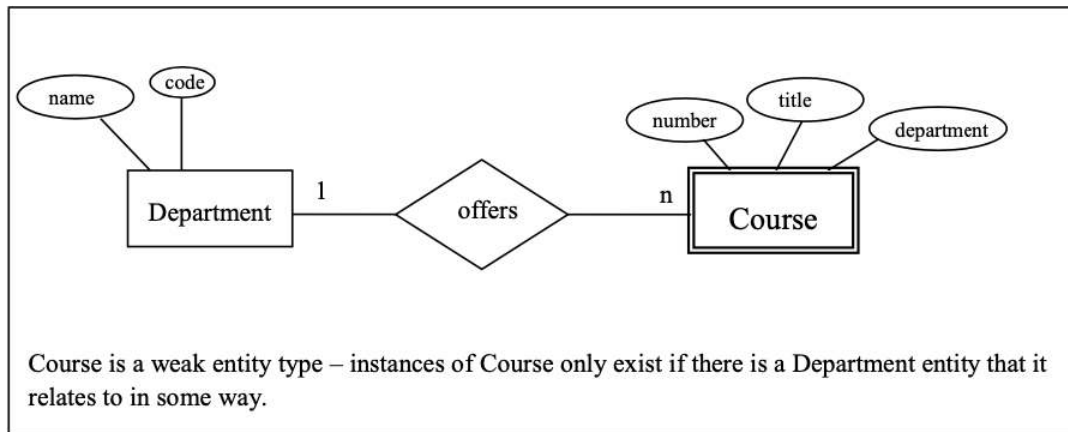 name
code
number
title
department
Department
1
offers
n
Course
Course is a weak entity type – instances of Course only exist if there is a Department entity that it
relates to in some way.